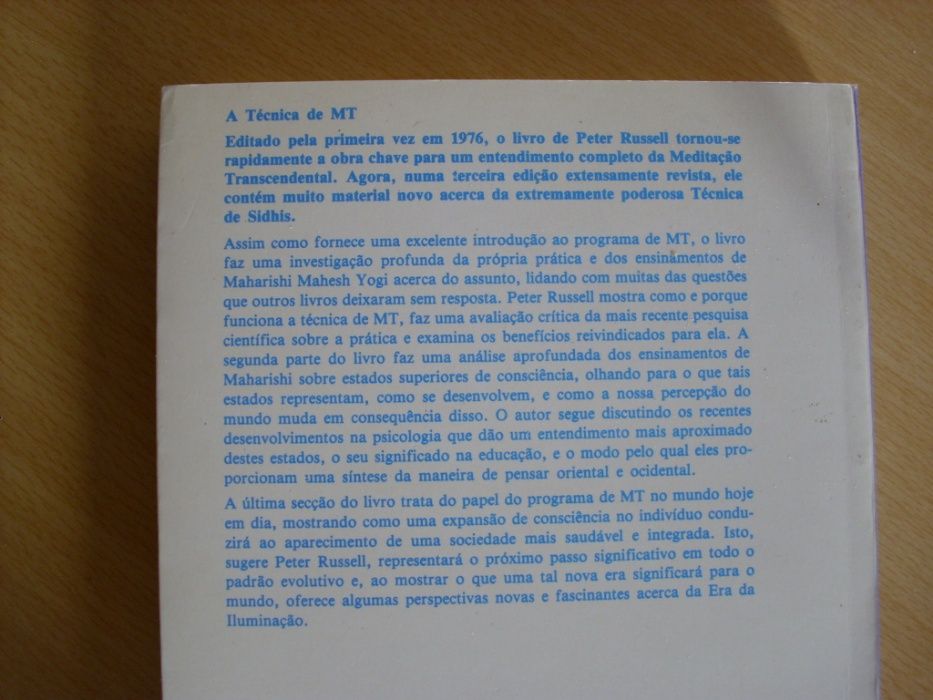 A Técnica de MT
Editado pela primeira vez em 1976, o livro de Peter Russell tornou-se
rapidamente a obra chave para um entendimento completo da Meditação
Transcendental. Agora, numa terceira edição extensamente revista, ele
contém muito material novo acerca da extremamente poderosa Técnica
de Sidhis.
Assim como fornece uma excelente introdução ao programa de MT, o livro
faz uma investigação profunda da própria prática e dos ensinamentos de
Maharishi Mahesh Yogi acerca do assunto, lidando com muitas das questões
que outros livros deixaram sem resposta. Peter Russell mostra como e porque
funciona a técnica de MT, faz uma avaliação crítica da mais recente pesquisa
científica sobre a prática e examina os benefícios reivindicados para ela. A
segunda parte do livro faz uma análise aprofundada dos ensinamentos de
Maharishi sobre estados superiores de consciência, olhando para o que tais
estados representam, como se desenvolvem, e como a nossa percepção do
mundo muda em consequência disso. O autor segue discutindo os recentes
desenvolvimentos na psicologia que dão um entendimento mais aproximado
destes estados, o seu significado na educação, e o modo pelo qual eles pro-
porcionam uma síntese da maneira de pensar oriental e ocidental.
A última secção do livro trata do papel do programa de MT no mundo hoje
em dia, mostrando como uma expansão de consciência no indivíduo condu-
zirá ao aparecimento de uma sociedade mais saudável e integrada. Isto,
sugere Peter Russell, representará o próximo passo significativo em todo o
padrão evolutivo e, ao mostrar o que uma tal nova era significará para o
mundo, oferece algumas perspectivas novas e fascinantes acerca da Era da
Iluminação.